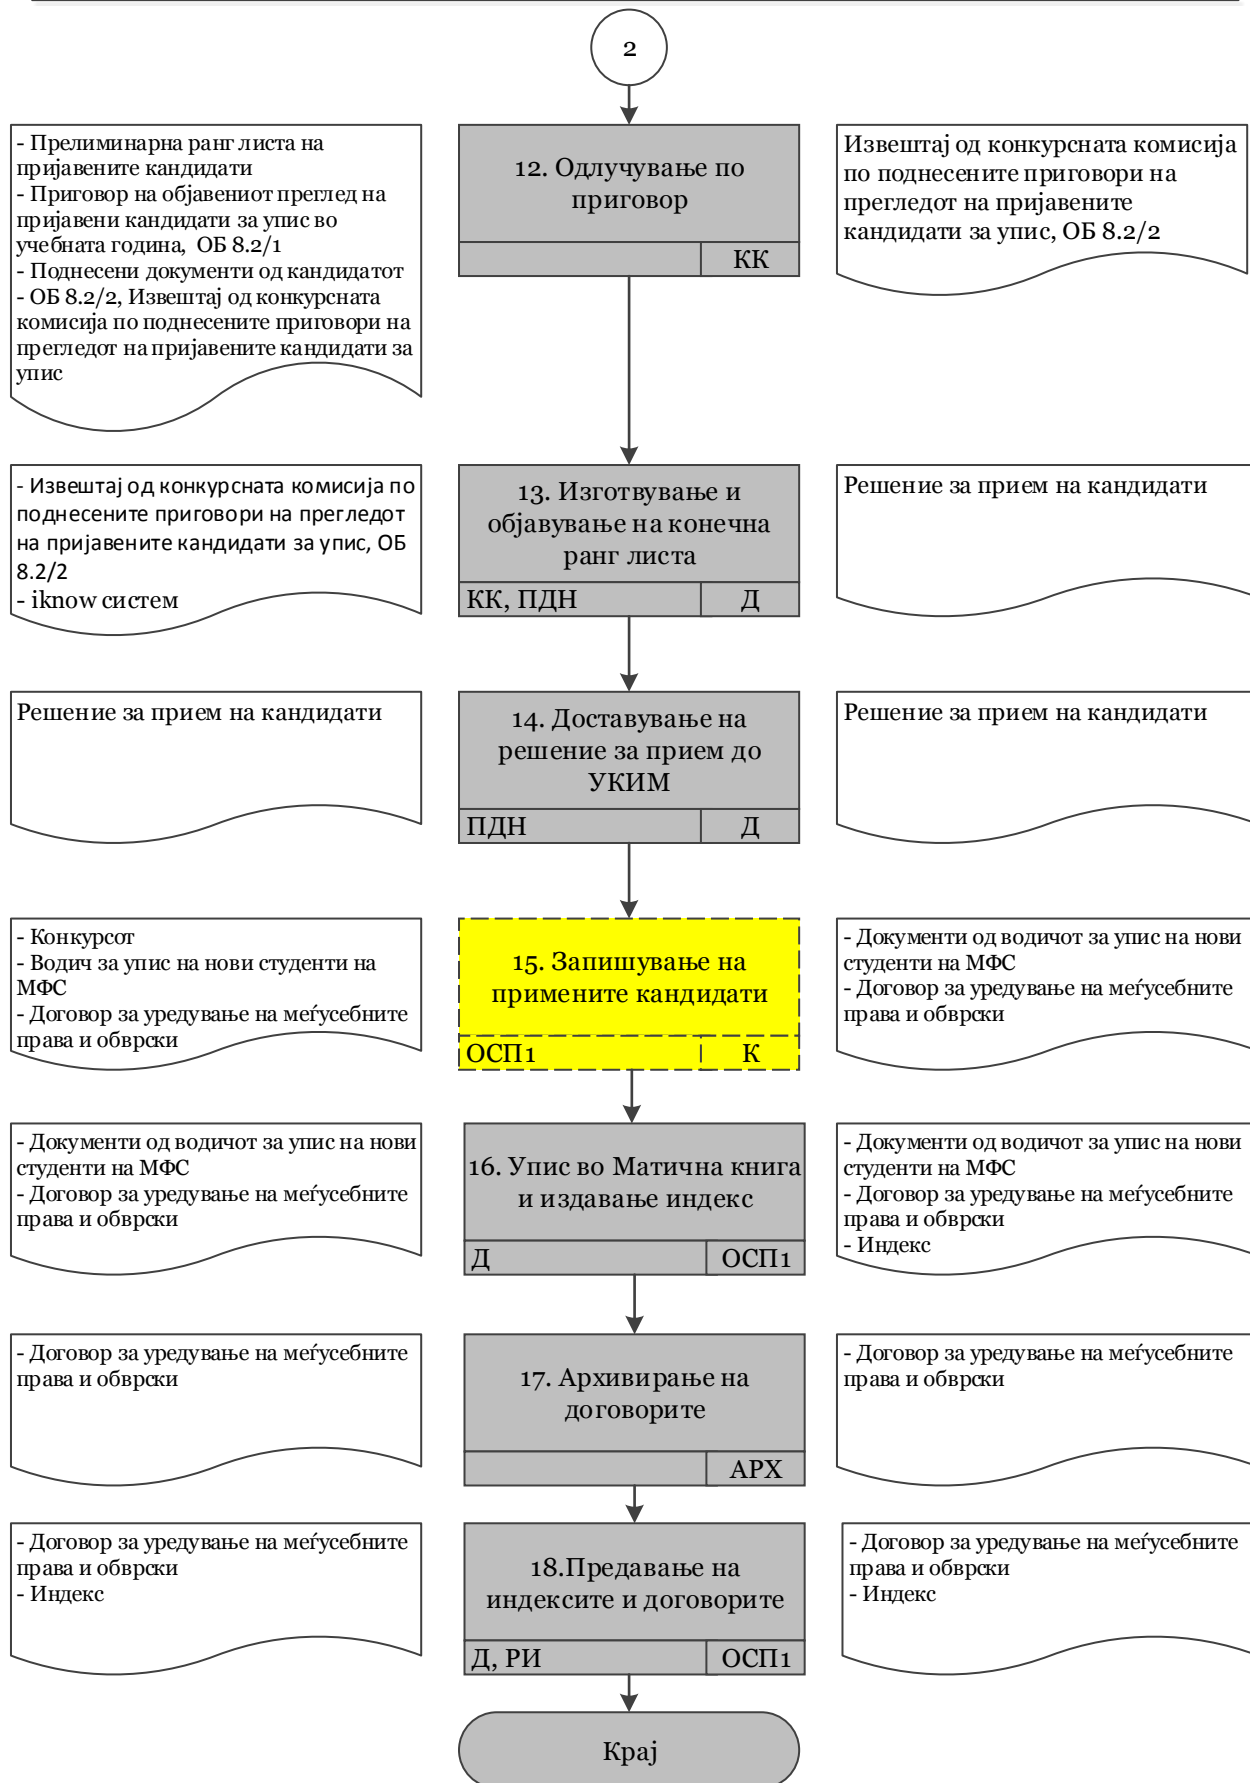 2
- Прелиминарна ранг листа на
пријавените кандидати
- Приговор на објавениот преглед на
пријавени кандидати за упис во
учебната година,  ОБ 8.2/1
- Поднесени документи од кандидатот
- ОБ 8.2/2, Извештај од конкурсната
комисија по поднесените приговори на
прегледот на пријавените кандидати за
упис
12. Одлучување по
приговор
КК
Извештај од конкурсната комисија
по поднесените приговори на
прегледот на пријавените
кандидати за упис, ОБ 8.2/2
- Извештај од конкурсната комисија по
поднесените приговори на прегледот
на пријавените кандидати за упис, ОБ
8.2/2
- iknow систем
13. Изготвување и
објавување на конечна
ранг листа
КК, ПДН
Д
Решение за прием на кандидати
Решение за прием на кандидати
14. Доставување на
решение за прием до
УКИМ
ПДН
Д
Решение за прием на кандидати
- Конкурсот
- Водич за упис на нови студенти на
МФС
- Договор за уредување на меѓусебните
права и обврски
15. Запишување на
примените кандидати
ОСП1
К
- Документи од водичот за упис на нови
студенти на МФС
- Договор за уредување на меѓусебните
права и обврски
- Документи од водичот за упис на нови
студенти на МФС
- Договор за уредување на меѓусебните
права и обврски
16. Упис во Матична книга
и издавање индекс
Д
ОСП1
- Документи од водичот за упис на нови
студенти на МФС
- Договор за уредување на меѓусебните
права и обврски
- Индекс
- Договор за уредување на меѓусебните
права и обврски
17. Архивирање на
договорите
АРХ
- Договор за уредување на меѓусебните
права и обврски
- Договор за уредување на меѓусебните
права и обврски
- Индекс
18.Предавање на
индексите и договорите
Д, РИ
ОСП1
- Договор за уредување на меѓусебните
права и обврски
- Индекс
Крај